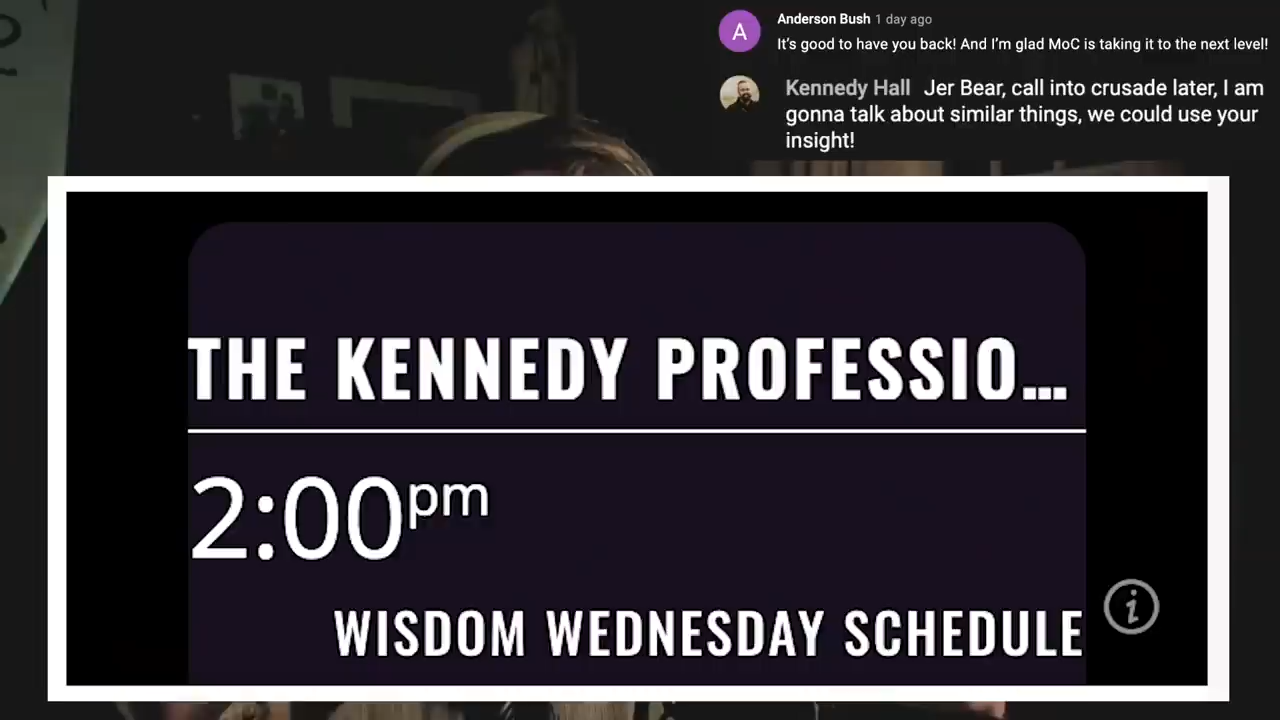 A
Anderson Bush 1 day ago
It's good to have you back! And I'm glad MoC is taking it to the next level!
Kennedy Hall Jer Bear, call into crusade later, I am
gonna talk about similar things, we could use your
insight!
THE KENNEDY PROFESSIO...
2:00pm
WISDOM WEDNESDAY SCHEDULE
i